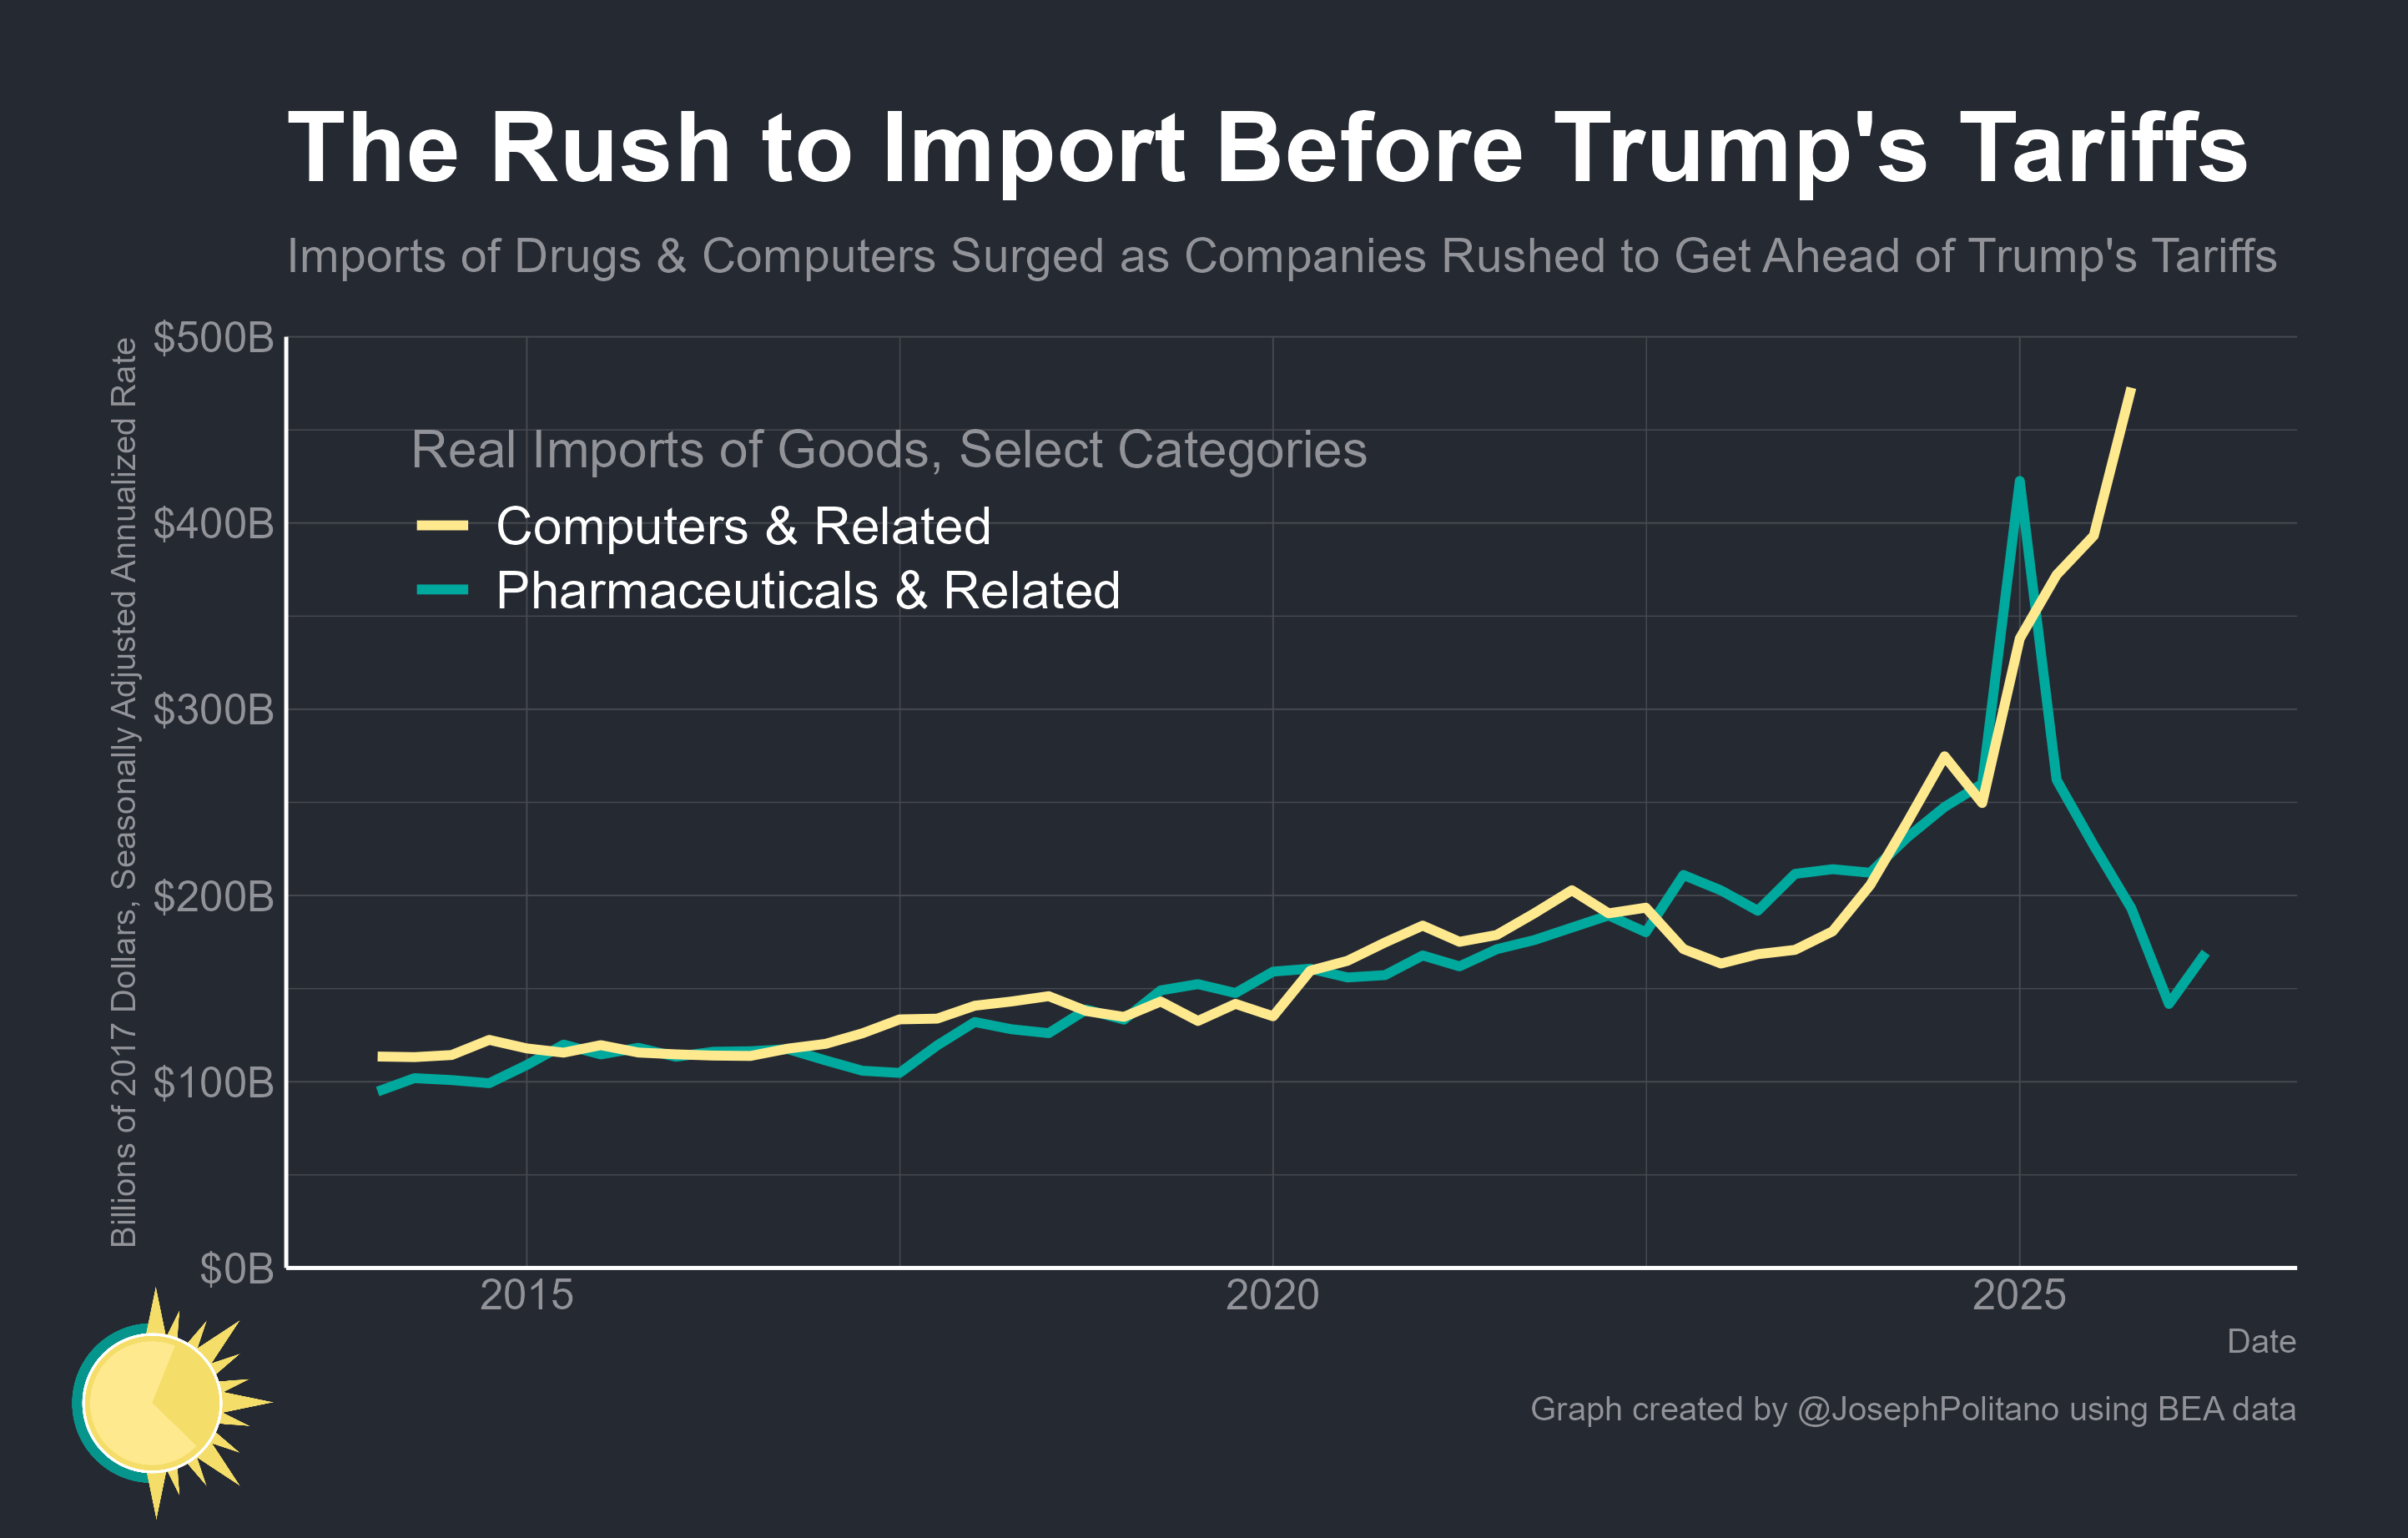 The Rush to Import Before Trump's Tariffs
Imports of Drugs & Computers Surged as Companies Rushed to Get Ahead of Trump's Tariffs
Billions of 2017 Dollars, Seasonally Adjusted Annualized Rate
$500B
$400B
$300B
$200B
$100B
$0B
Real Imports of Goods, Select Categories
Computers & Related
Pharmaceuticals & Related
2015
2020
2025
Date
Graph created by @JosephPolitano using BEA data